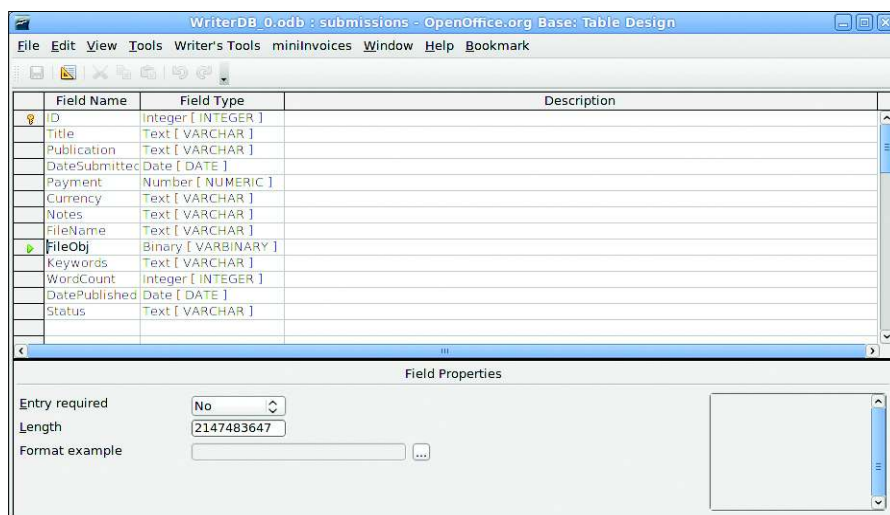 WriterDB_0.odb : submissions - OpenOffice.org Base: Table Design
File Edit View Tools Writer's Tools miniInvoices Window Help Bookmark
Field Name Field Type Description
ID Integer [ INTEGER ]
Title Text [ VARCHAR ]
Publication Text [ VARCHAR ]
DateSubmitted Date [ DATE ]
Payment Number [ NUMERIC ]
Currency Text [ VARCHAR ]
Notes Text [ VARCHAR ]
FileName Text [ VARCHAR ]
FileObj Binary [ VARBINARY ]
Keywords Text [ VARCHAR ]
WordCount Integer [ INTEGER ]
DatePublished Date [ DATE ]
Status Text [ VARCHAR ]
Field Properties
Entry required No
Length 2147483647
Format example ...